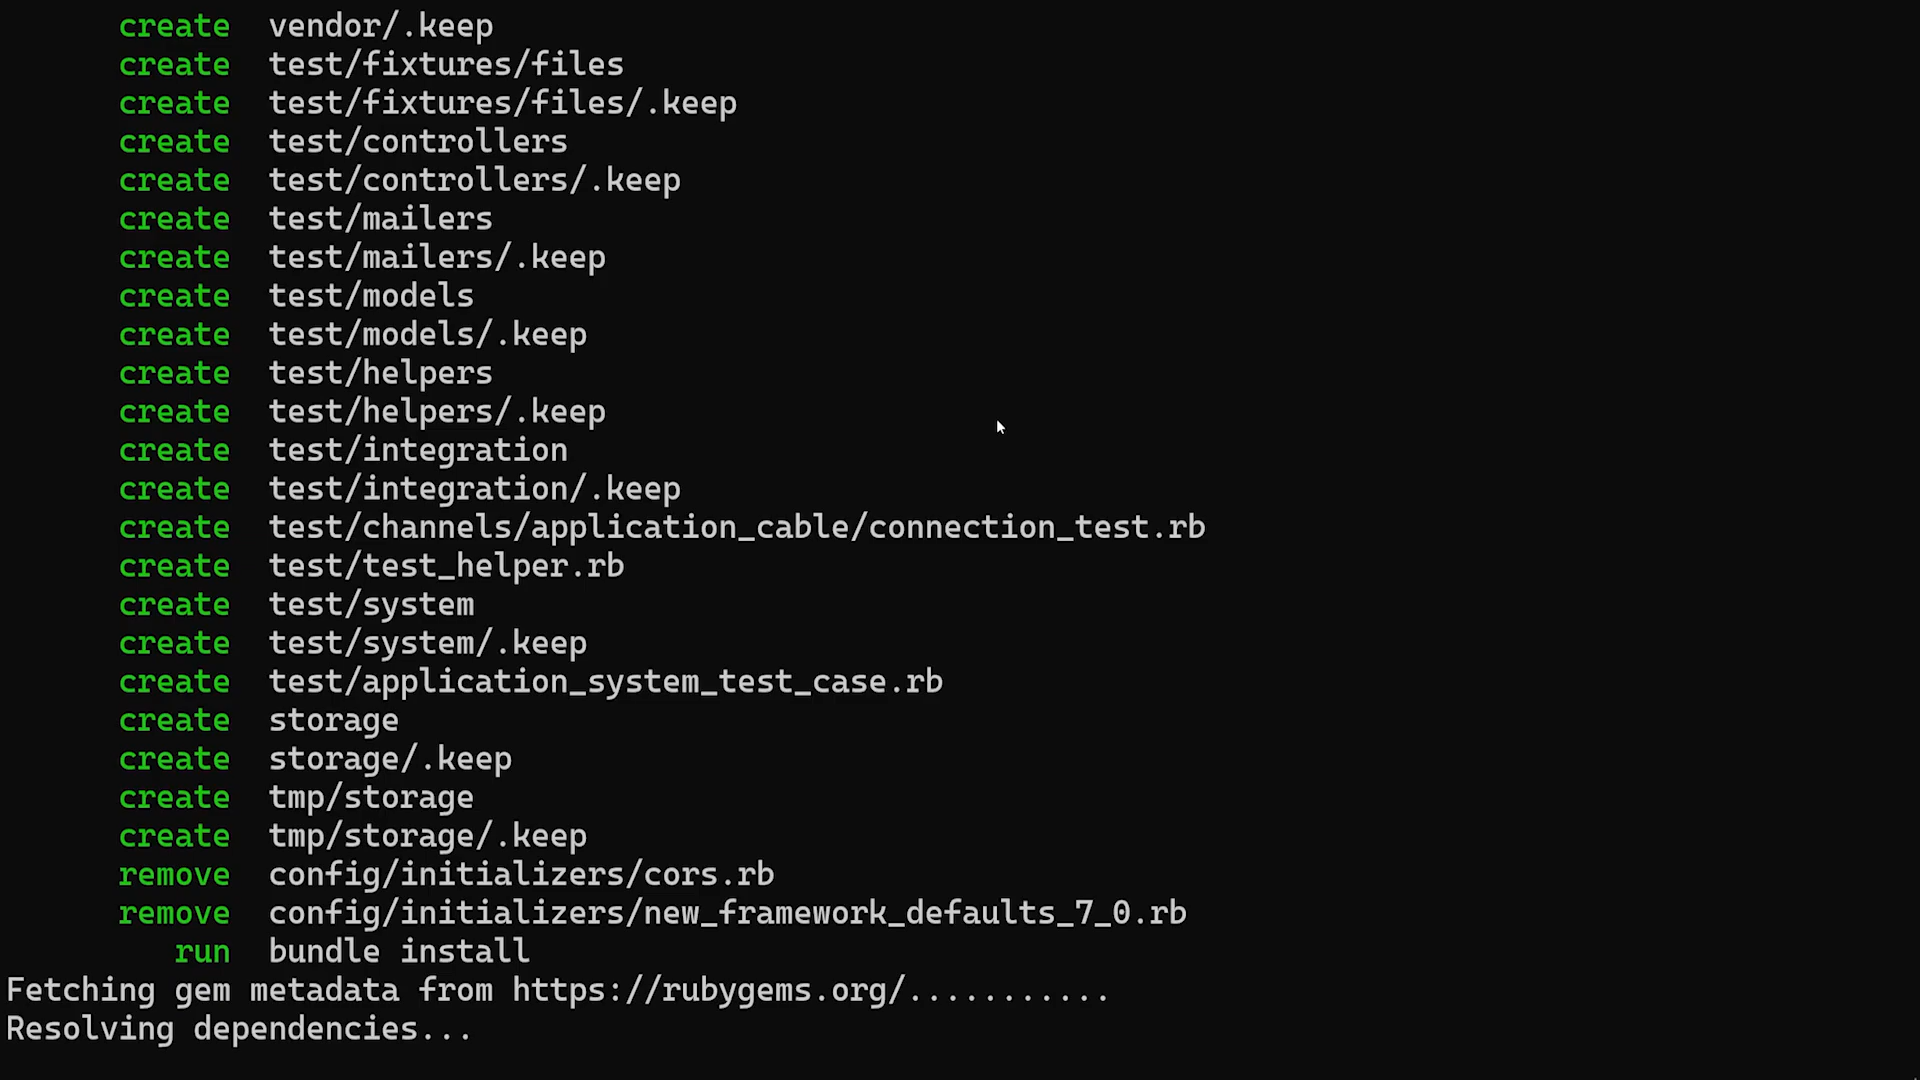 create  vendor/.keep
create  test/fixtures/files
create  test/fixtures/files/.keep
create  test/controllers
create  test/controllers/.keep
create  test/mailers
create  test/mailers/.keep
create  test/models
create  test/models/.keep
create  test/helpers
create  test/helpers/.keep
create  test/integration
create  test/integration/.keep
create  test/channels/application_cable/connection_test.rb
create  test/test_helper.rb
create  test/system
create  test/system/.keep
create  test/application_system_test_case.rb
create  storage
create  storage/.keep
create  tmp/storage
create  tmp/storage/.keep
remove  config/initializers/cors.rb
remove  config/initializers/new_framework_defaults_7_0.rb
run  bundle install
Fetching gem metadata from https://rubygems.org/...........
Resolving dependencies...